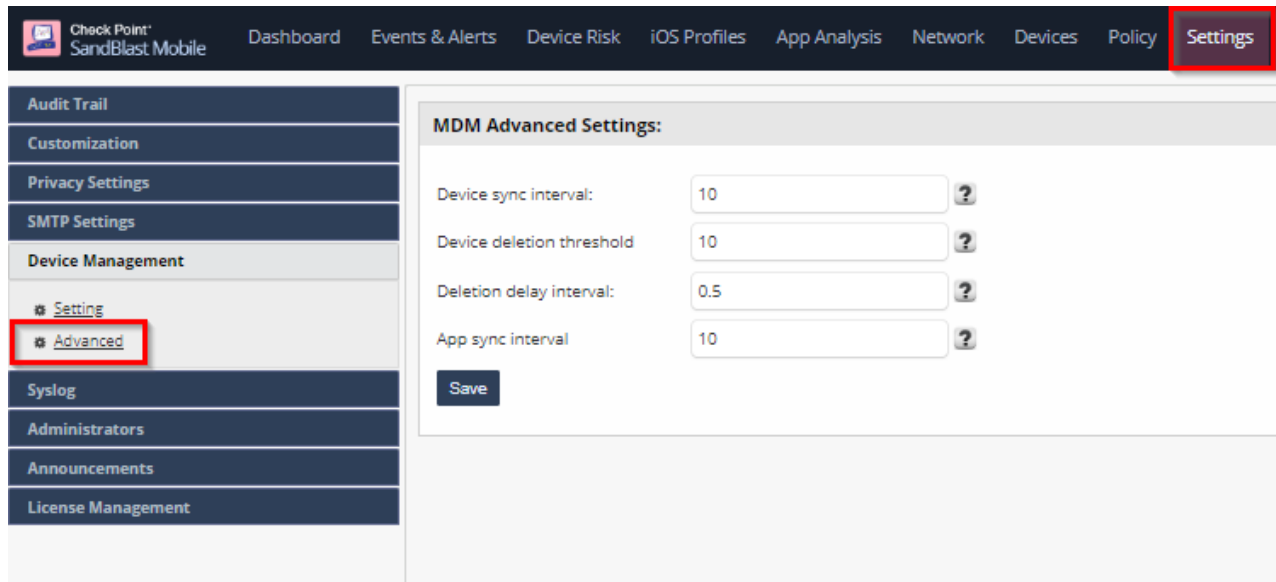 Check Point
SandBlast Mobile
Dashboard Events & Alerts Device Risk iOS Profiles App Analysis Network Devices Policy Settings
Audit Trail
Customization
Privacy Settings
SMTP Settings
Device Management
Setting
Advanced
Syslog
Administrators
Announcements
License Management
MDM Advanced Settings:
Device sync interval: 10 ?
Device deletion threshold 10 ?
Deletion delay interval: 0.5 ?
App sync interval 10 ?
Save